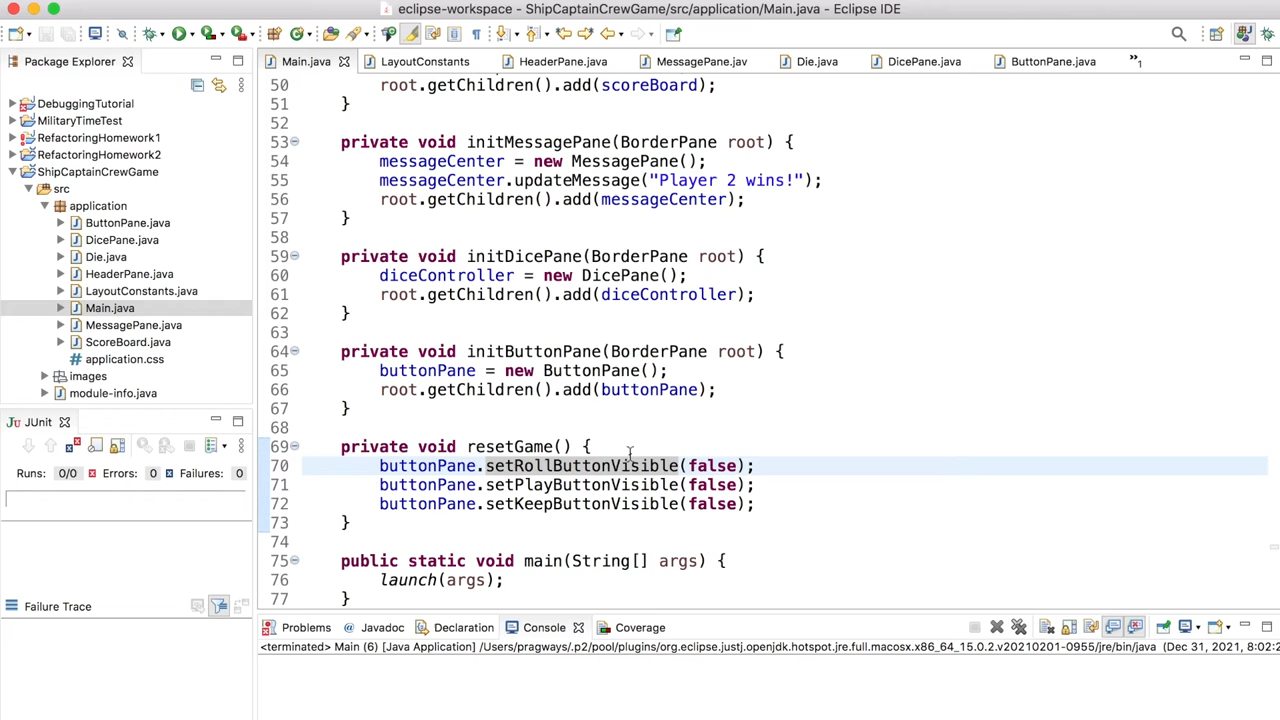 eclipse-workspace - ShipCaptainCrewGame/src/application/Main.java - Eclipse IDE
Package Explorer
Main.java
LayoutConstants
HeaderPane.java
MessagePane.jav
Die.java
DicePane.java
ButtonPane.java
»1
DebuggingTutorial
MilitaryTimeTest
RefactoringHomework1
RefactoringHomework2
ShipCaptainCrewGame
src
application
ButtonPane.java
DicePane.java
Die.java
HeaderPane.java
LayoutConstants.java
Main.java
MessagePane.java
ScoreBoard.java
application.css
images
module-info.java
JUnit
Runs: 0/0 Errors: 0 Failures: 0
Failure Trace
50 root.getChildren().add(scoreBoard);
51 }
52
53 private void initMessagePane(BorderPane root) {
54 messageCenter = new MessagePane();
55 messageCenter.updateMessage("Player 2 wins!");
56 root.getChildren().add(messageCenter);
57 }
58
59 private void initDicePane(BorderPane root) {
60 diceController = new DicePane();
61 root.getChildren().add(diceController);
62 }
63
64 private void initButtonPane(BorderPane root) {
65 buttonPane = new ButtonPane();
66 root.getChildren().add(buttonPane);
67 }
68
69 private void resetGame() {
70 buttonPane.setRollButtonVisible(false);
71 buttonPane.setPlayButtonVisible(false);
72 buttonPane.setKeepButtonVisible(false);
73 }
74
75 public static void main(String[] args) {
76 launch(args);
77 }
Problems
@ Javadoc
Declaration
Console
Coverage
<terminated> Main (6) [Java Application] /Users/pragways/.p2/pool/plugins/org.eclipse.justj.openjdk.hotspot.jre.full.macosx.x86_64_15.0.2.v20210201-0955/jre/bin/java (Dec 31, 2021, 8:02:2